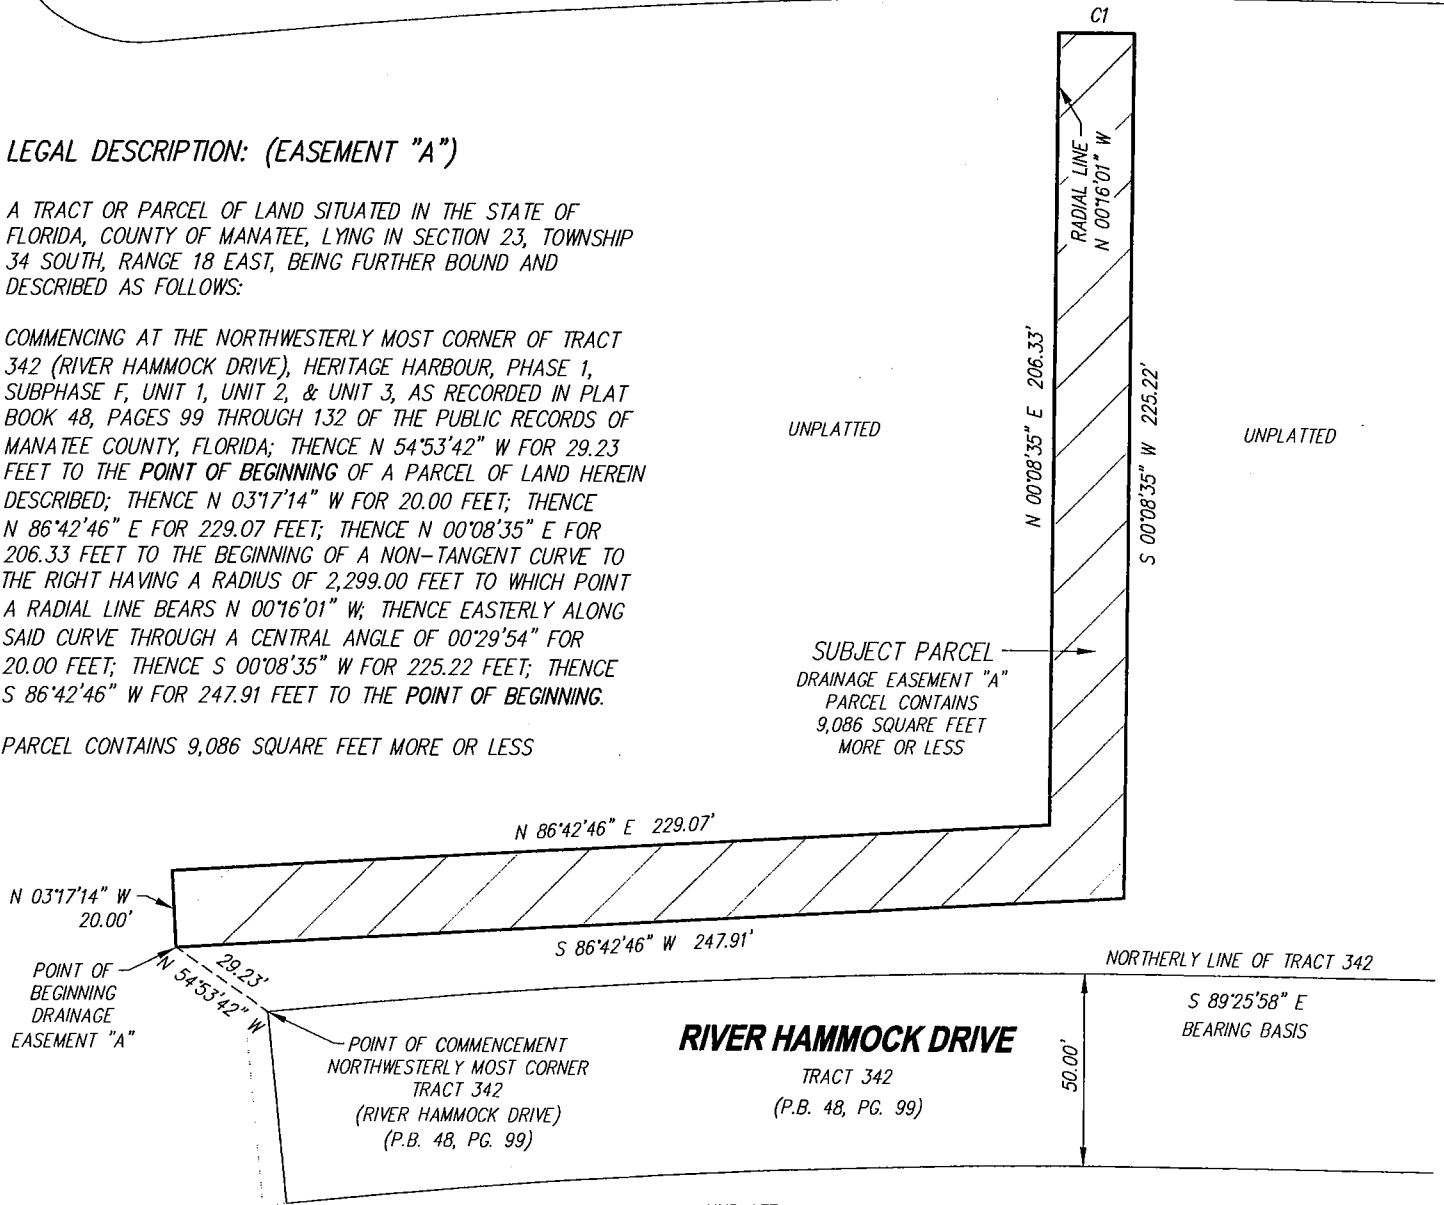 C1
LEGAL DESCRIPTION: (EASEMENT "A")
A TRACT OR PARCEL OF LAND SITUATED IN THE STATE OF
FLORIDA, COUNTY OF MANATEE, LYING IN SECTION 23, TOWNSHIP
34 SOUTH, RANGE 18 EAST, BEING FURTHER BOUND AND
DESCRIBED AS FOLLOWS:
COMMENCING AT THE NORTHWESTERLY MOST CORNER OF TRACT
342 (RIVER HAMMOCK DRIVE), HERITAGE HARBOUR, PHASE 1,
SUBPHASE F, UNIT 1, UNIT 2, & UNIT 3, AS RECORDED IN PLAT
BOOK 48, PAGES 99 THROUGH 132 OF THE PUBLIC RECORDS OF
MANATEE COUNTY, FLORIDA; THENCE N 54°53'42" W FOR 29.23
FEET TO THE POINT OF BEGINNING OF A PARCEL OF LAND HEREIN
DESCRIBED; THENCE N 03°17'14" W FOR 20.00 FEET; THENCE
N 86°42'46" E FOR 229.07 FEET; THENCE N 00°08'35" E FOR
206.33 FEET TO THE BEGINNING OF A NON-TANGENT CURVE TO
THE RIGHT HAVING A RADIUS OF 2,299.00 FEET TO WHICH POINT
A RADIAL LINE BEARS N 00°16'01" W; THENCE EASTERLY ALONG
SAID CURVE THROUGH A CENTRAL ANGLE OF 00°29'54" FOR
20.00 FEET; THENCE S 00°08'35" W FOR 225.22 FEET; THENCE
S 86°42'46" W FOR 247.91 FEET TO THE POINT OF BEGINNING.
PARCEL CONTAINS 9,086 SQUARE FEET MORE OR LESS
RADIAL LINE
N 00°16'01" W
N 00°08'35" E 206.33'
S 00°08'35" W 225.22'
UNPLATTED
UNPLATTED
SUBJECT PARCEL
DRAINAGE EASEMENT "A"
PARCEL CONTAINS
9,086 SQUARE FEET
MORE OR LESS
N 86°42'46" E 229.07'
N 03°17'14" W
20.00'
S 86°42'46" W 247.91'
POINT OF
BEGINNING
DRAINAGE
EASEMENT "A"
29.23'
N 54°53'42" W
NORTHERLY LINE OF TRACT 342
S 89°25'58" E
BEARING BASIS
POINT OF COMMENCEMENT
NORTHWESTERLY MOST CORNER
TRACT 342
(RIVER HAMMOCK DRIVE)
(P.B. 48, PG. 99)
RIVER HAMMOCK DRIVE
TRACT 342
(P.B. 48, PG. 99)
50.00'